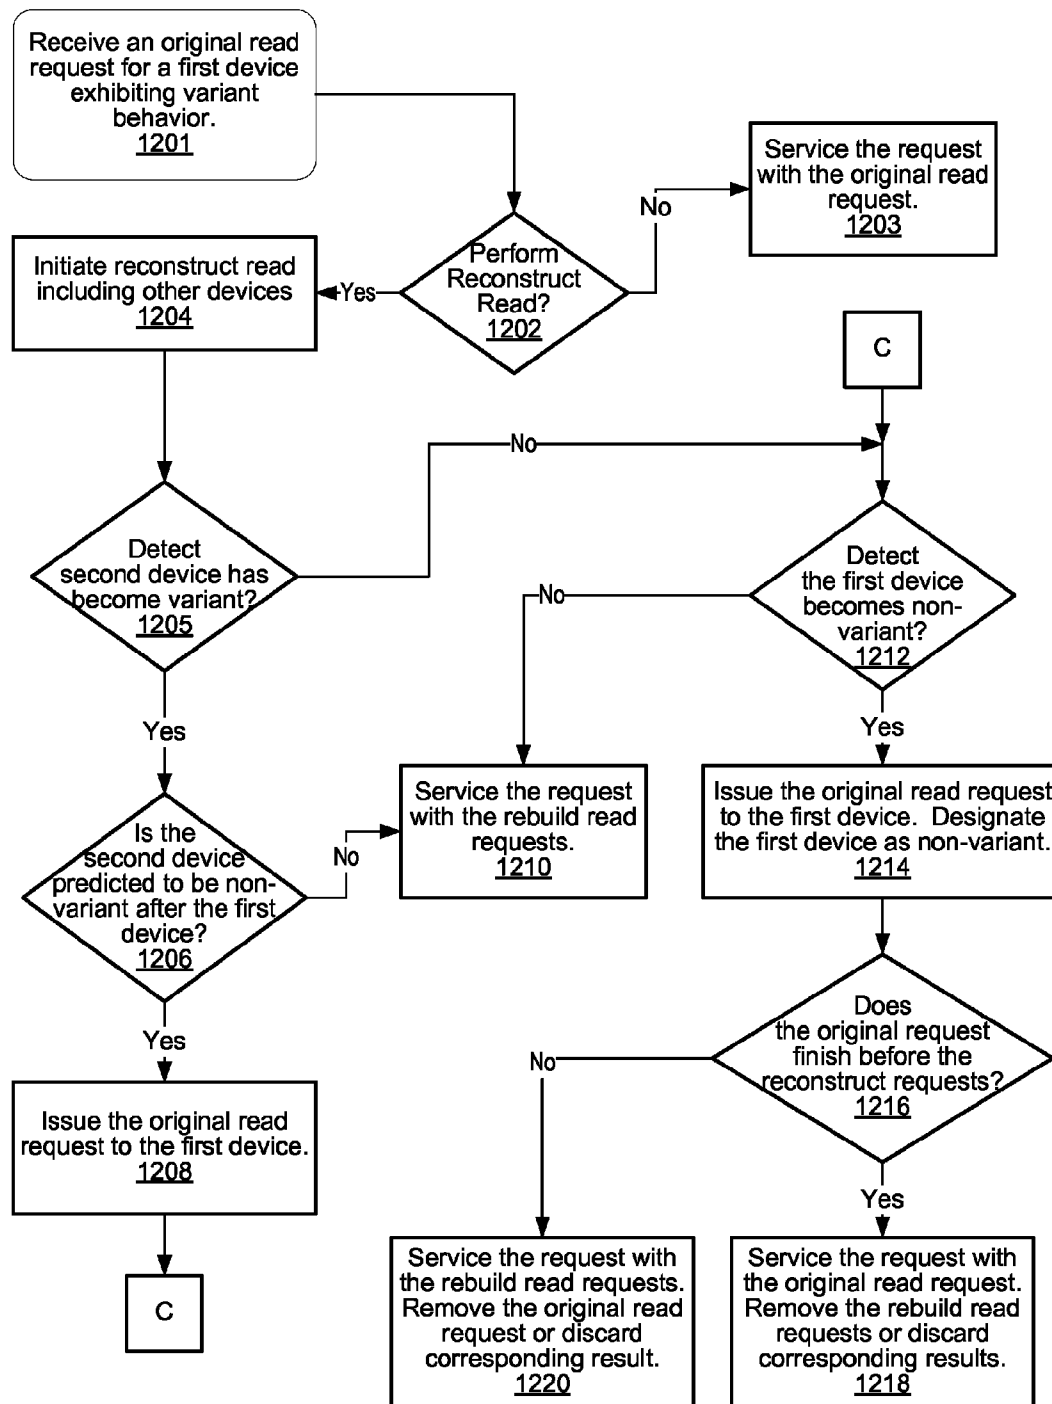 Receive an original read
request for a first device
exhibiting variant
behavior.
1201
Service the request
with the original read
request.
1203
No
Perform
Reconstruct
Read?
1202
Yes
Initiate reconstruct read
including other devices
1204
C
No
Detect
second device has
become variant?
1205
Detect
the first device
becomes non-
variant?
1212
No
Yes
Yes
Is the
second device
predicted to be non-
variant after the first
device?
1206
No
Service the request
with the rebuild read
requests.
1210
Issue the original read request
to the first device. Designate
the first device as non-variant.
1214
Yes
Does
the original request
finish before the
reconstruct requests?
1216
No
Yes
Issue the original read
request to the first device.
1208
C
Service the request with
the rebuild read requests.
Remove the original read
request or discard
corresponding result.
1220
Service the request with
the original read request.
Remove the rebuild read
requests or discard
corresponding results.
1218